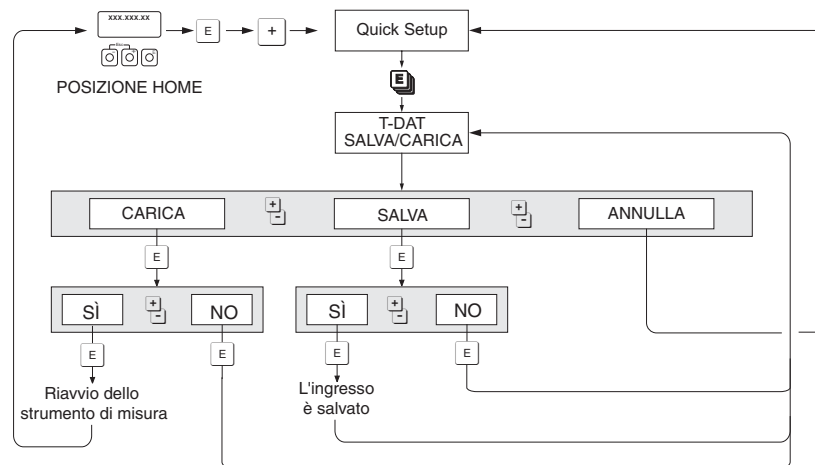 xxx.xxx.xx
Esc
E
+
Quick Setup
POSIZIONE HOME
E
T-DAT
SALVA/CARICA
CARICA
+
-
SALVA
+
-
ANNULLA
E
E
SÌ
+
-
NO
SÌ
+
-
NO
E
E
E
E
Riavvio dello
strumento di misura
L'ingresso
è salvato